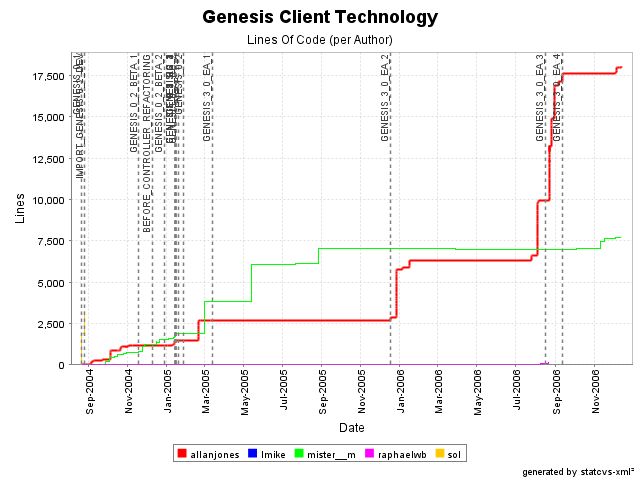 Genesis Client Technology
Lines Of Code (per Author)
Lines
17,500
15,000
12,500
10,000
7,500
5,000
2,500
0
GENESIS_0_2_BETA_1
BEFORE_CONTROLLER_REFACTORING
GENESIS_0_2_BETA_2
GENESIS_3_0_EA_1
GENESIS_3_0_EA_2
GENESIS_3_0_EA_3
GENESIS_3_0_EA_4
Sep-2004
Nov-2004
Jan-2005
Mar-2005
May-2005
Jul-2005
Sep-2005
Nov-2005
Jan-2006
Mar-2006
May-2006
Jul-2006
Sep-2006
Nov-2006
Date
allanjones lmike mister__m raphaelwb sol
generated by statcvs-xml²